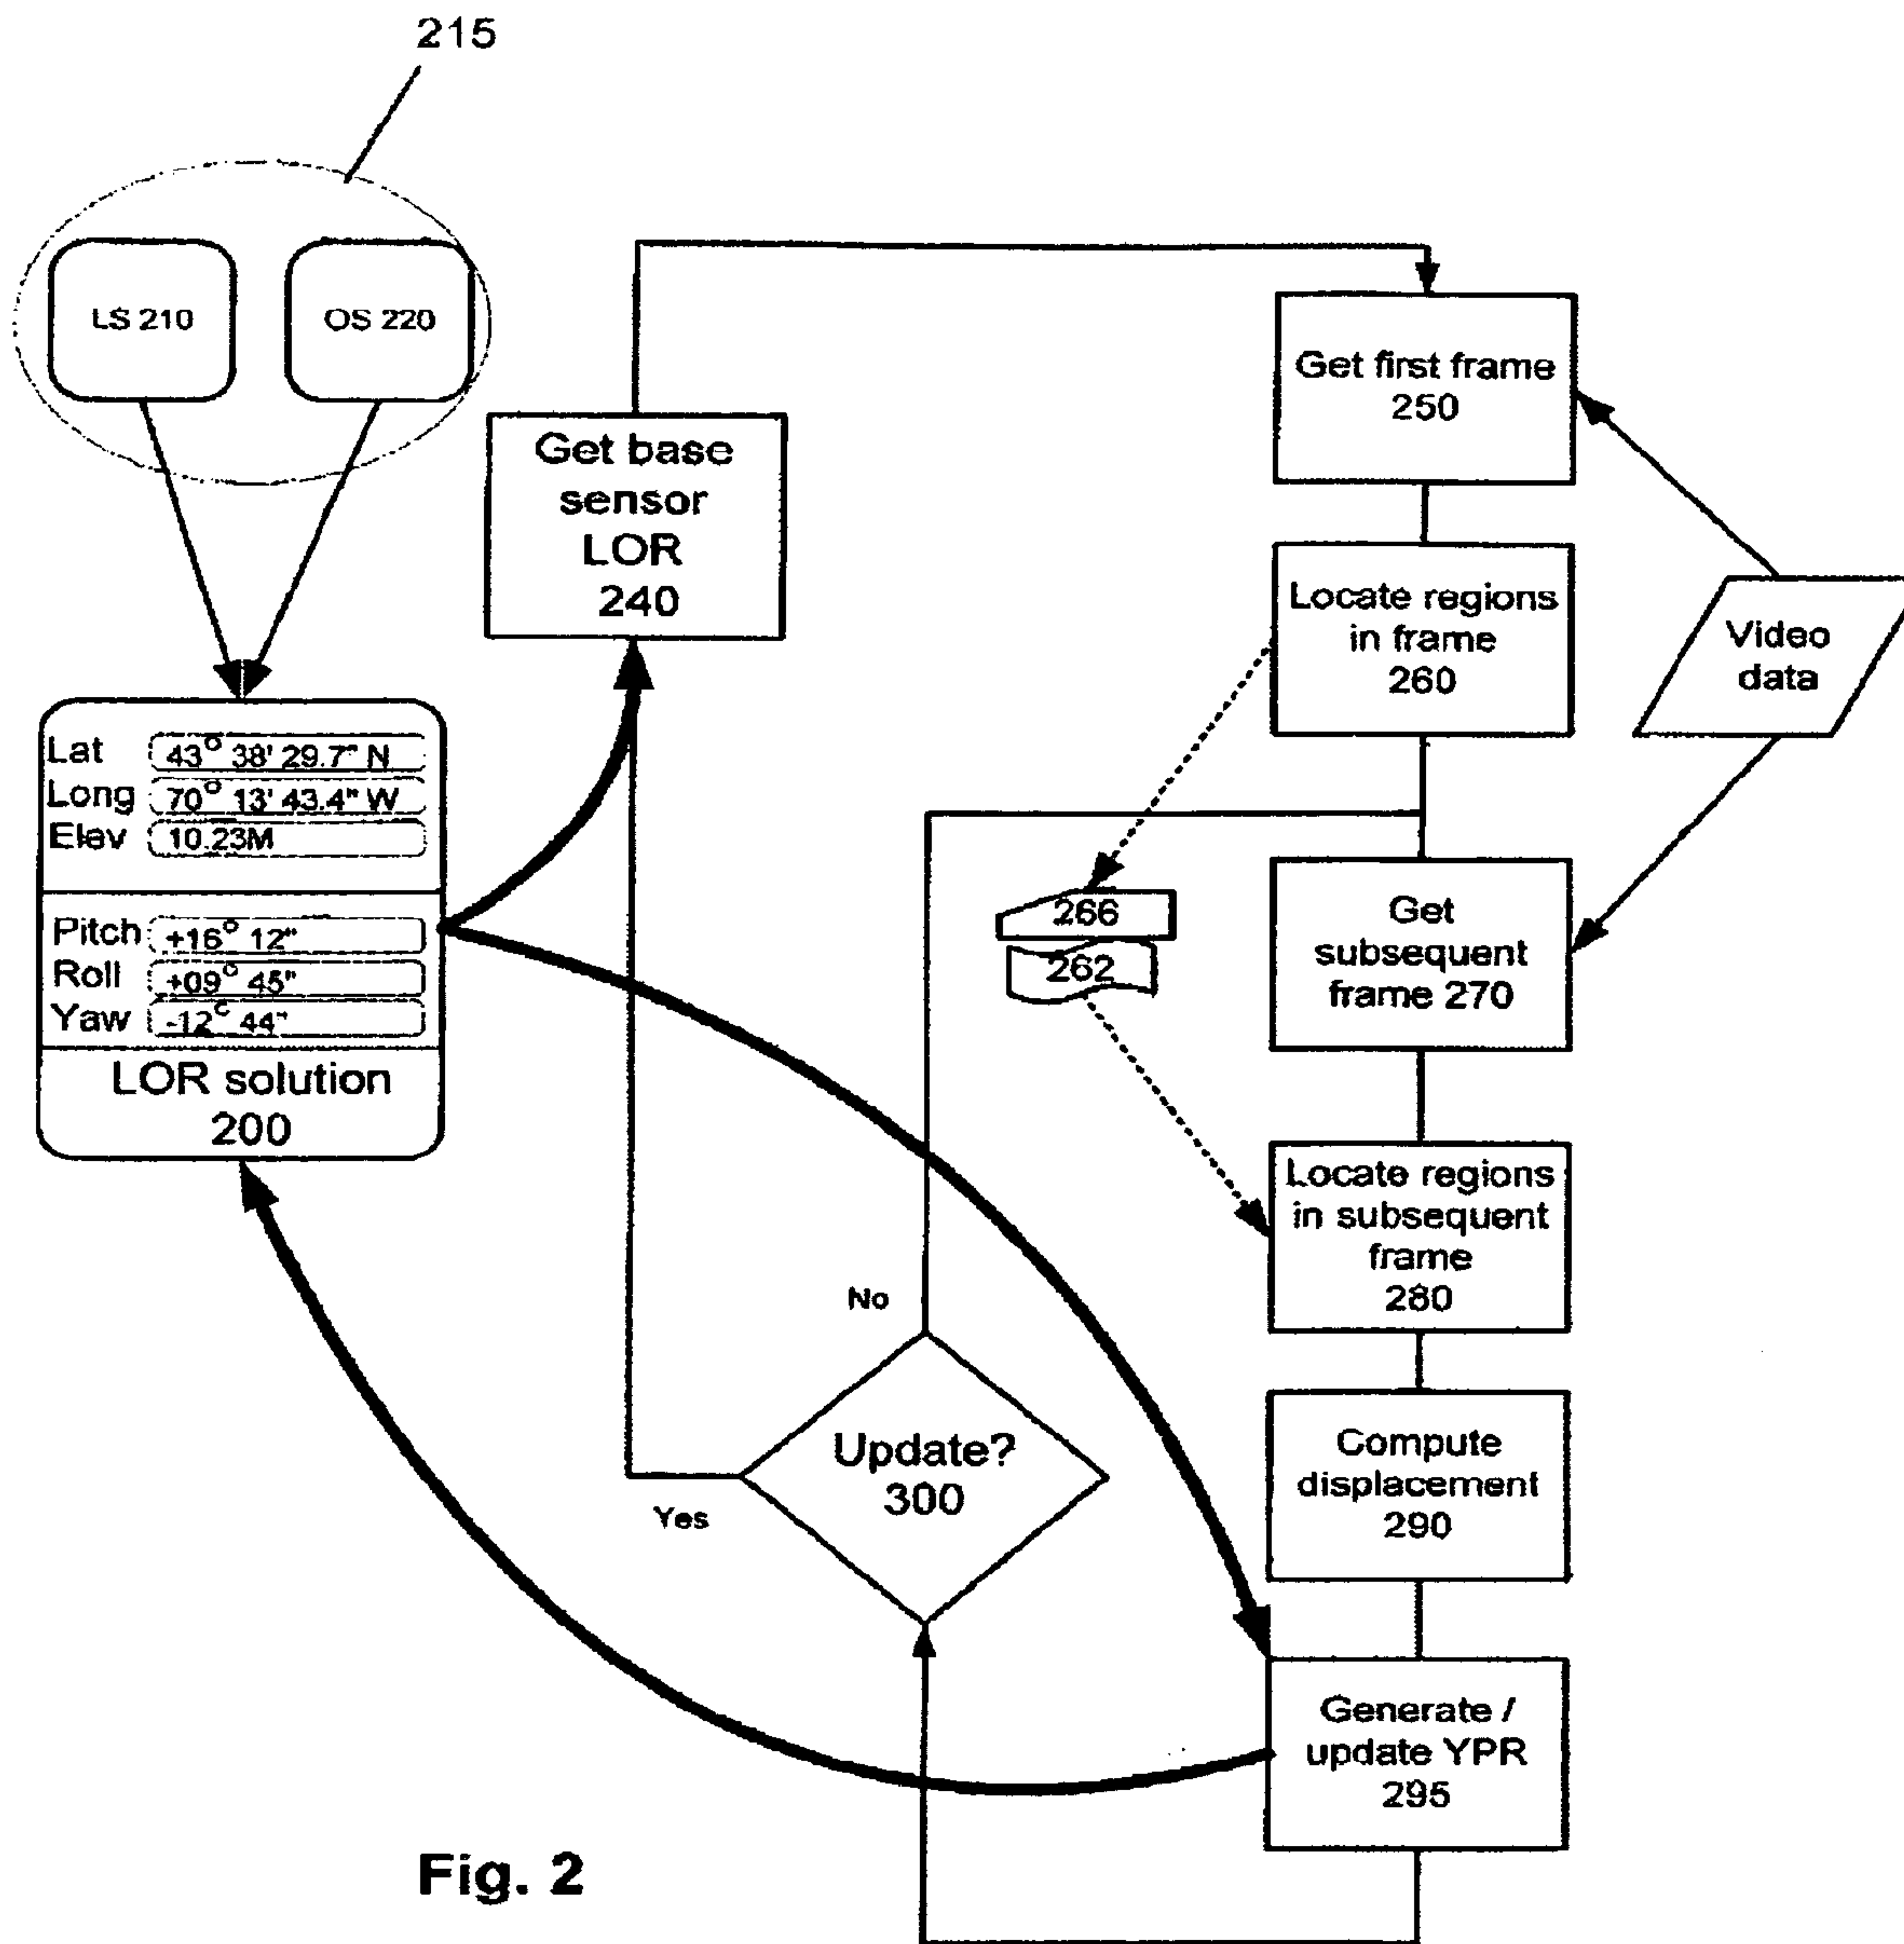 215
LS 210
OS 220
Get base
sensor
LOR
240
Get first frame
250
Locate regions
in frame
260
Video
data
Lat 43° 38' 29.7" N
Long 70° 13' 43.4" W
Elev 10.23M
Pitch +16° 12"
Roll +09° 45"
Yaw -12° 44"
LOR solution
200
266
262
Get
subsequent
frame 270
Locate regions
in subsequent
frame
280
No
Update?
300
Yes
Compute
displacement
290
Generate /
update YPR
295
Fig. 2